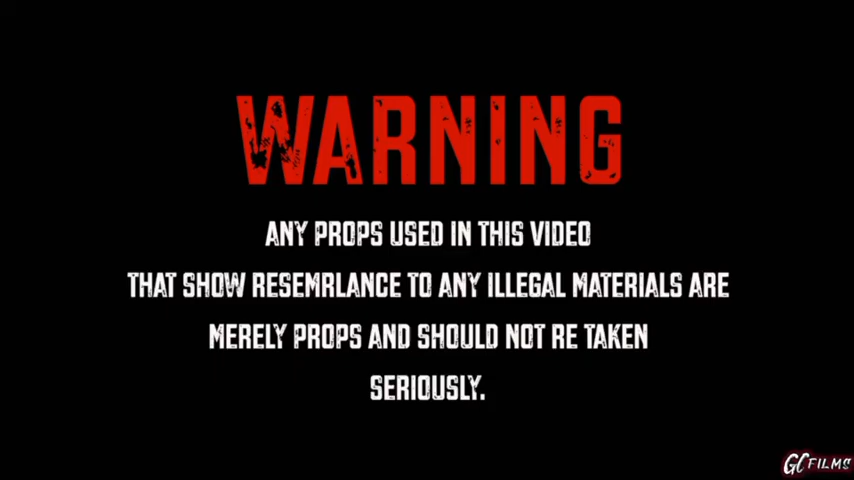 WARNING
ANY PROPS USED IN THIS VIDEO
THAT SHOW RESEMRLANCE TO ANY ILLEGAL MATERIALS ARE
MERELY PROPS AND SHOULD NOT RE TAKEN
SERIOUSLY.
GC FILMS